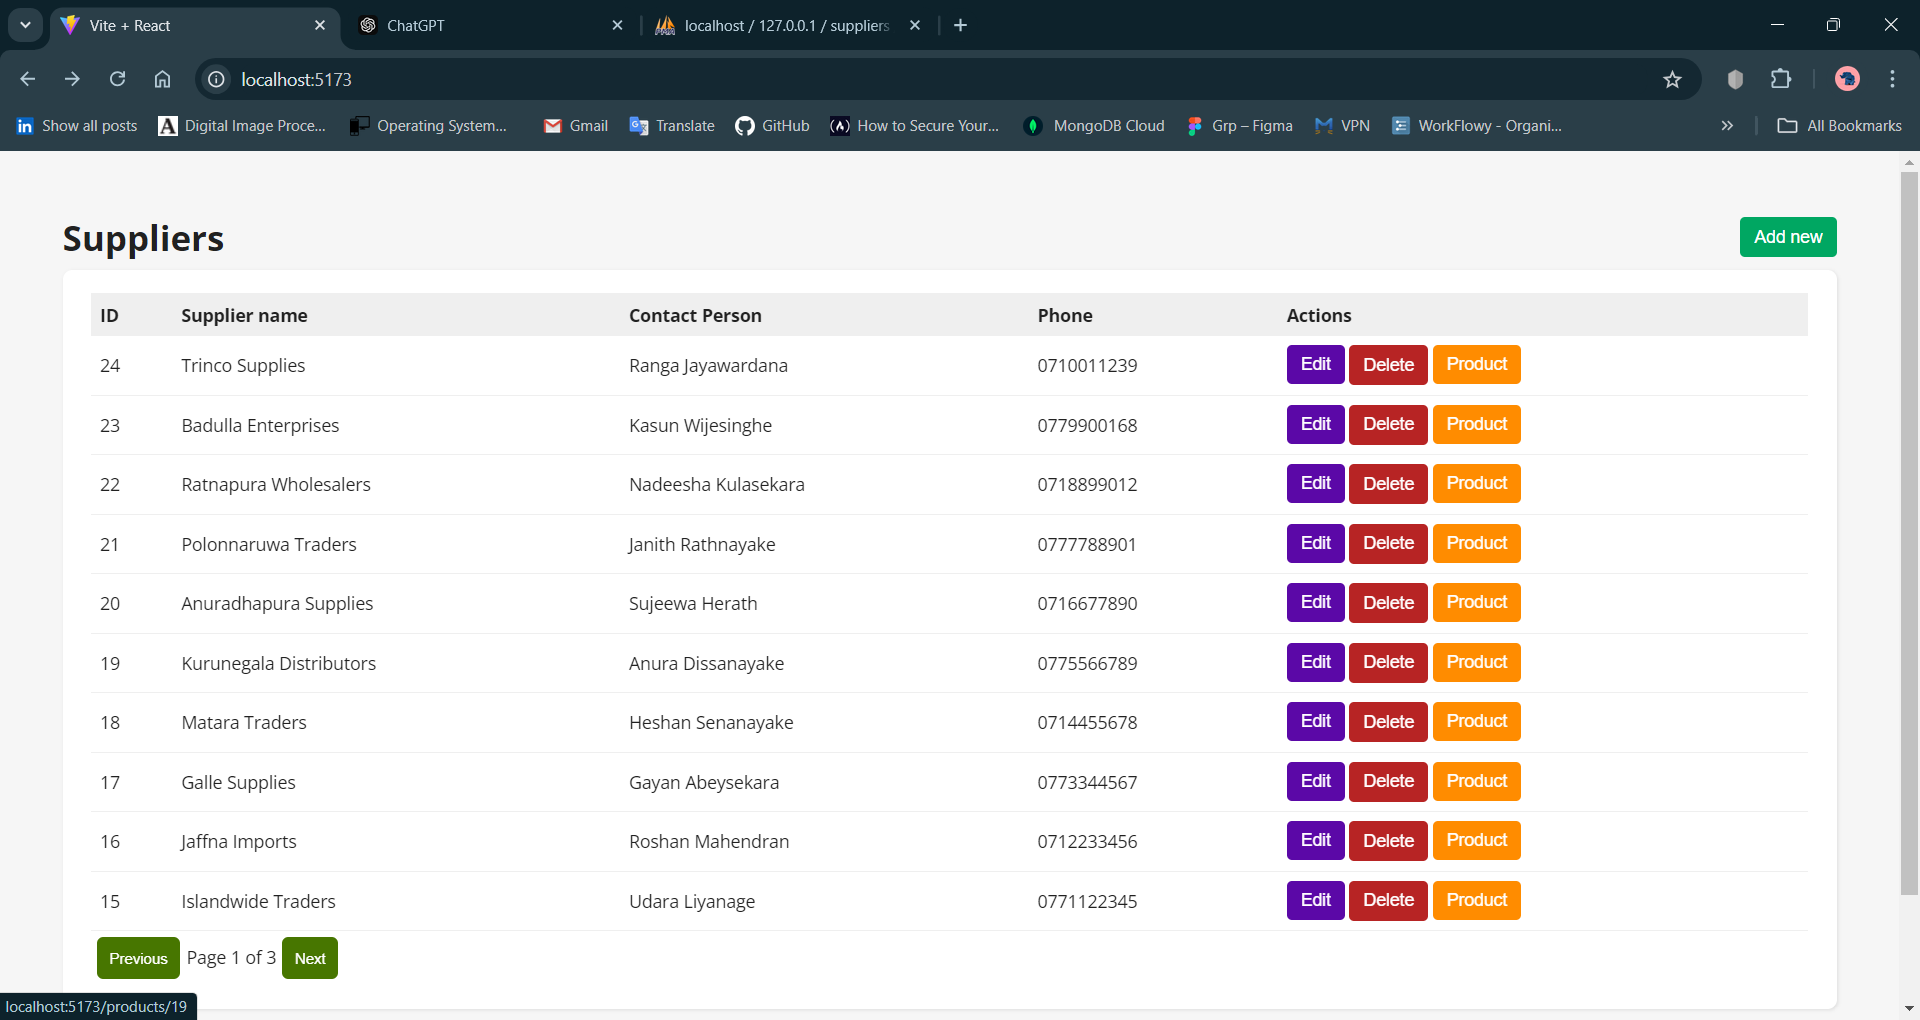 Vite + React
ChatGPT
localhost / 127.0.0.1 / suppliers
localhost:5173
Show all posts
Digital Image Proce...
Operating System...
Gmail
Translate
GitHub
How to Secure Your...
MongoDB Cloud
Grp – Figma
VPN
WorkFlowy - Organi...
All Bookmarks
Suppliers
Add new
ID Supplier name Contact Person Phone Actions
24 Trinco Supplies Ranga Jayawardana 0710011239 Edit Delete Product
23 Badulla Enterprises Kasun Wijesinghe 0779900168 Edit Delete Product
22 Ratnapura Wholesalers Nadeesha Kulasekara 0718899012 Edit Delete Product
21 Polonnaruwa Traders Janith Rathnayake 0777788901 Edit Delete Product
20 Anuradhapura Supplies Sujeewa Herath 0716677890 Edit Delete Product
19 Kurunegala Distributors Anura Dissanayake 0775566789 Edit Delete Product
18 Matara Traders Heshan Senanayake 0714455678 Edit Delete Product
17 Galle Supplies Gayan Abeysekara 0773344567 Edit Delete Product
16 Jaffna Imports Roshan Mahendran 0712233456 Edit Delete Product
15 Islandwide Traders Udara Liyanage 0771122345 Edit Delete Product
Previous Page 1 of 3 Next
localhost:5173/products/19